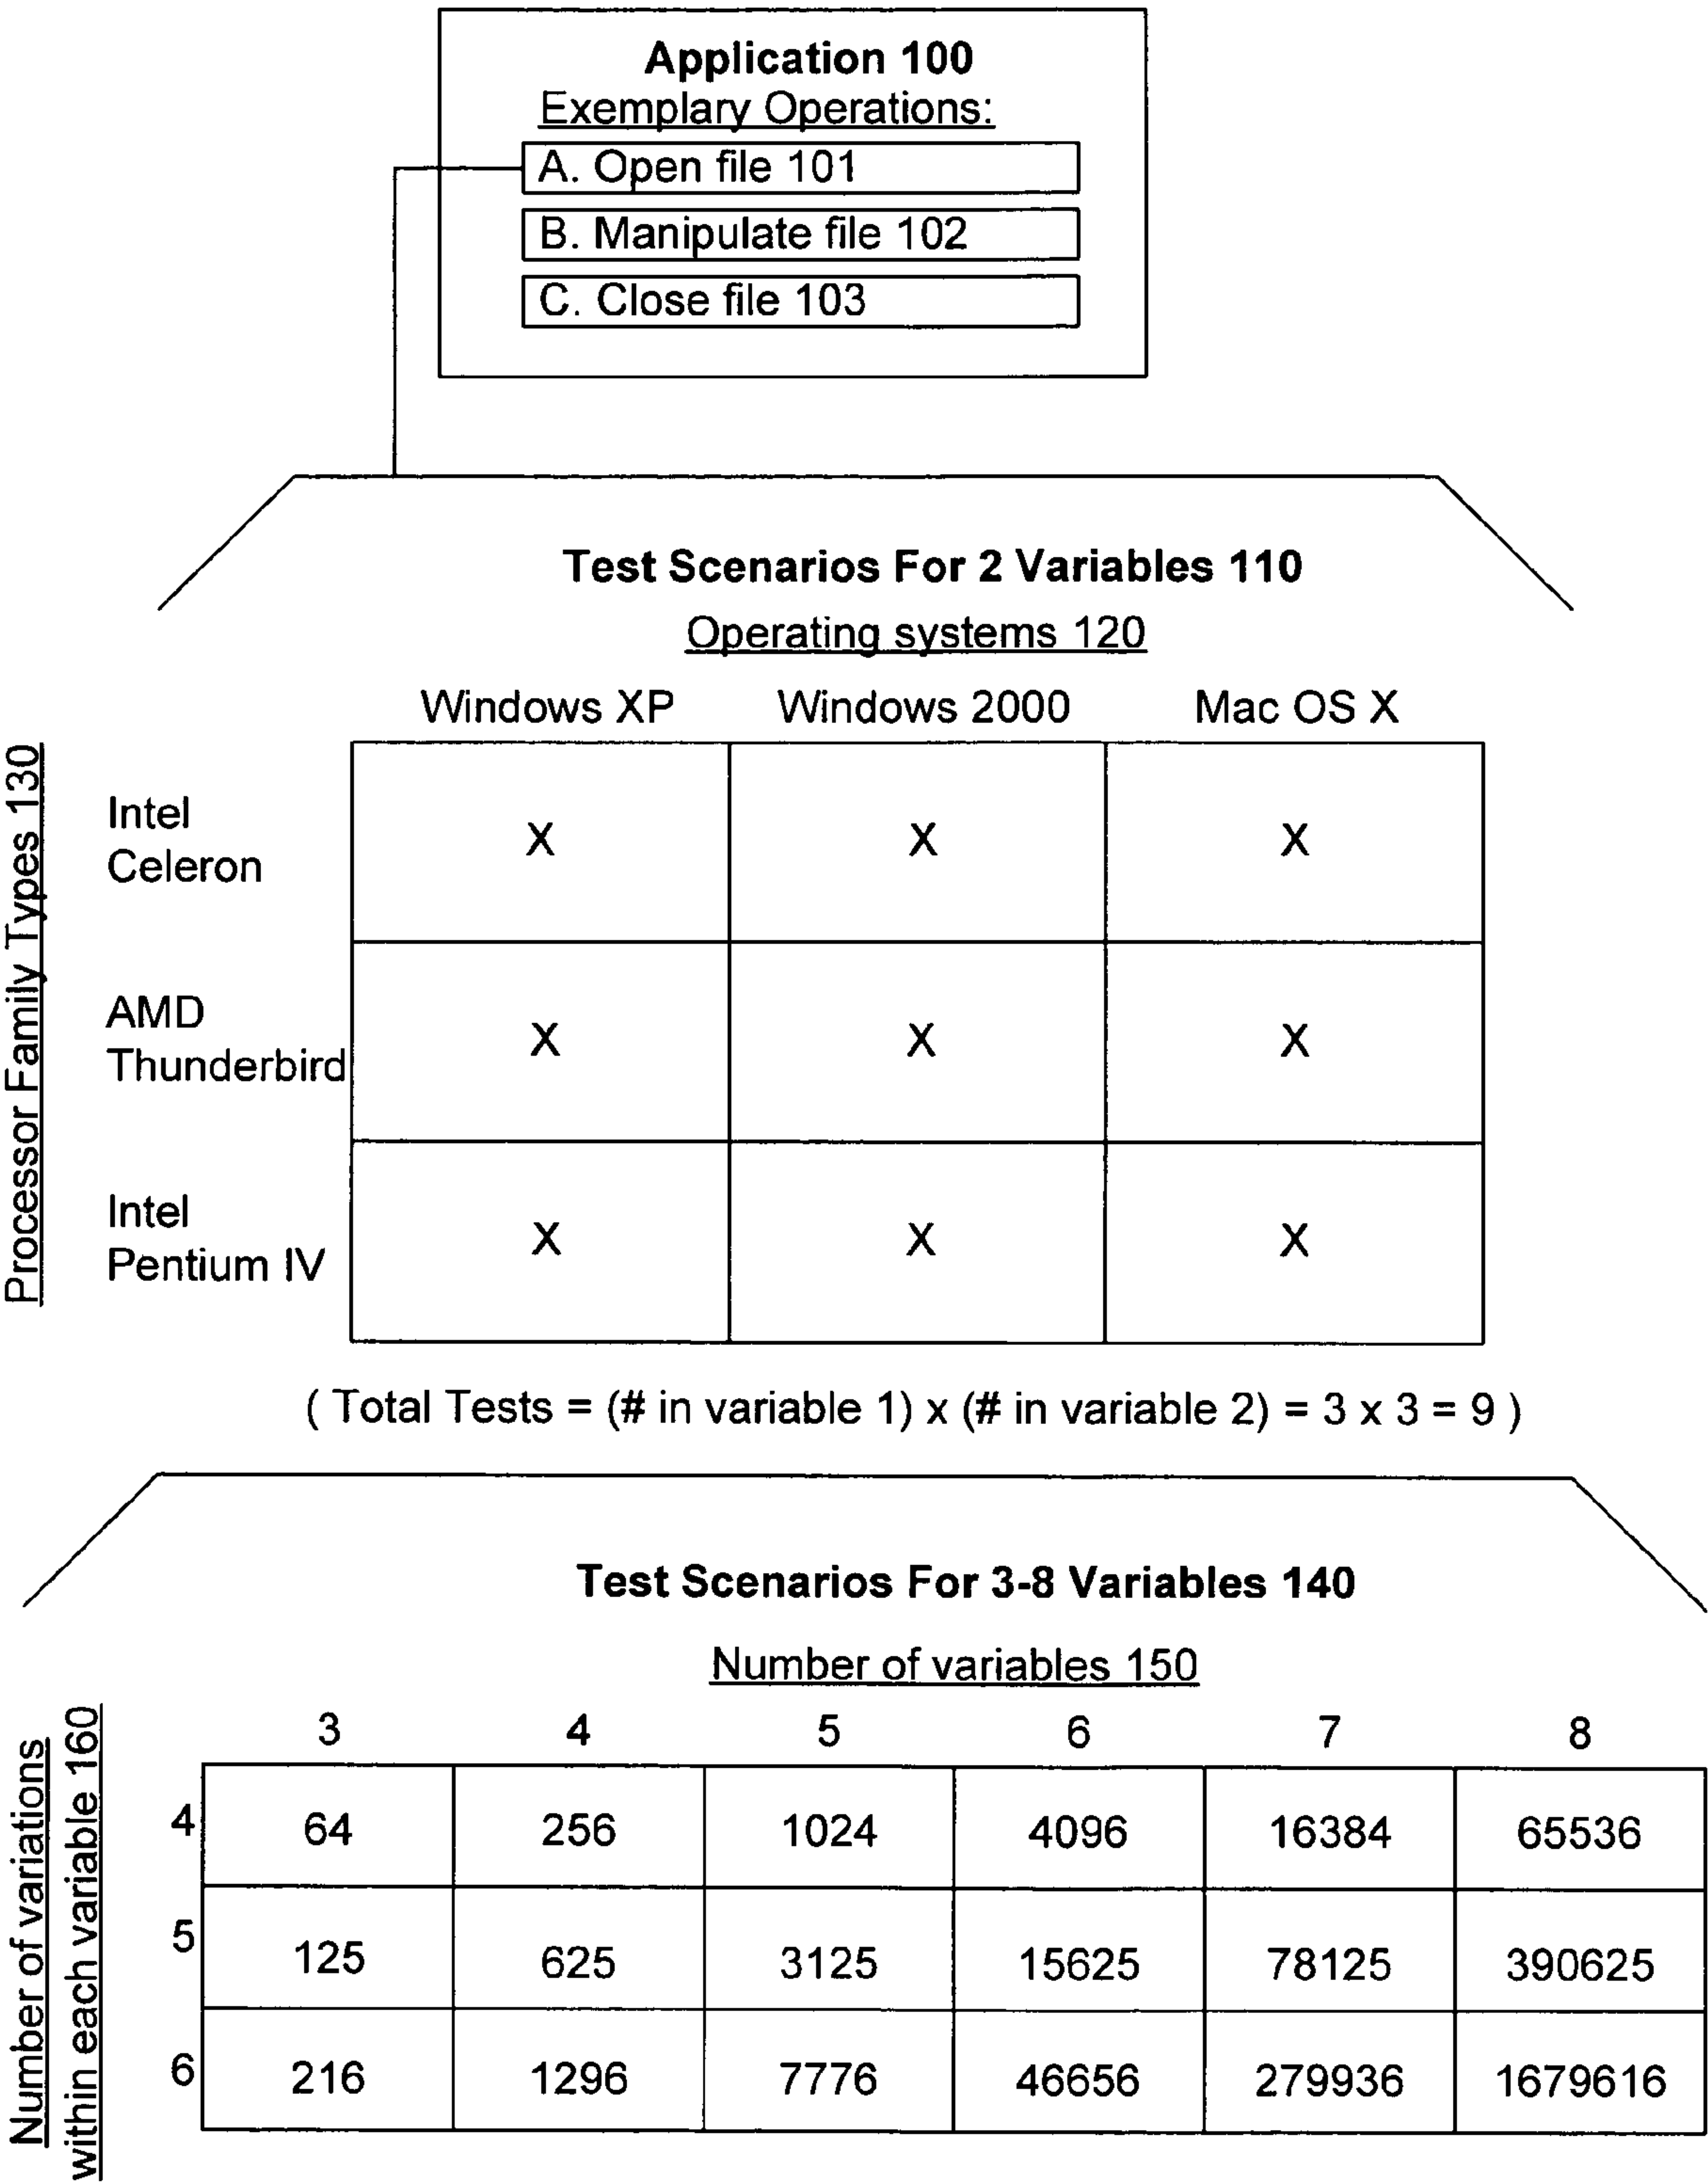 Application 100
Exemplary Operations:
A. Open file 101
B. Manipulate file 102
C. Close file 103
Test Scenarios For 2 Variables 110
Operating systems 120
Windows XP Windows 2000 Mac OS X
Processor Family Types 130
Intel
Celeron
X X X
AMD
Thunderbird
X X X
Intel
Pentium IV
X X X
( Total Tests = (# in variable 1) x (# in variable 2) = 3 x 3 = 9 )
Test Scenarios For 3-8 Variables 140
Number of variables 150
Number of variations
within each variable 160
3 4 5 6 7 8
4 64 256 1024 4096 16384 65536
5 125 625 3125 15625 78125 390625
6 216 1296 7776 46656 279936 1679616